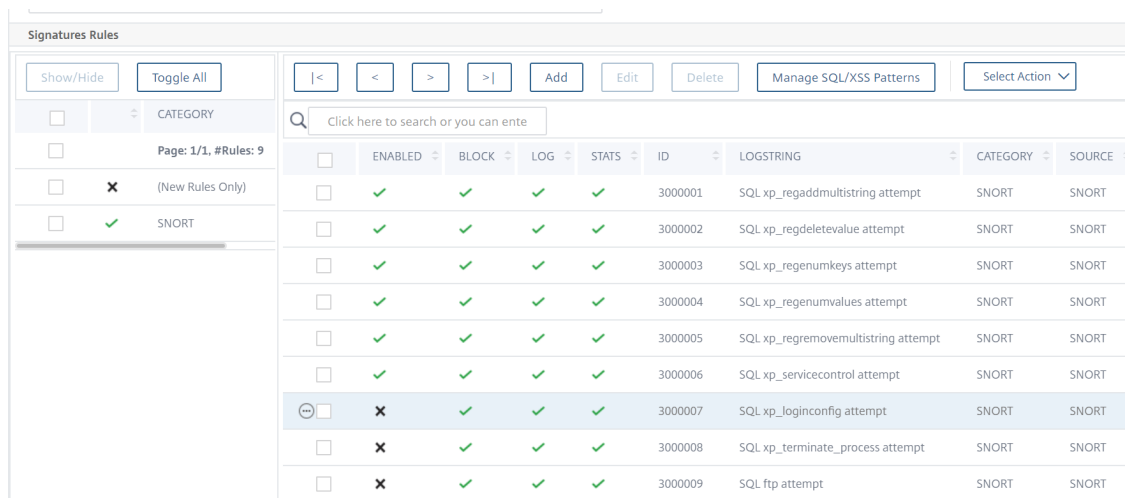 Signatures Rules
Show/Hide Toggle All |< < > >| Add Edit Delete Manage SQL/XSS Patterns Select Action
CATEGORY
Page: 1/1, #Rules: 9
(New Rules Only)
SNORT
Click here to search or you can ente
ENABLED BLOCK LOG STATS ID LOGSTRING CATEGORY SOURCE
3000001 SQL xp_regaddmultistring attempt SNORT SNORT
3000002 SQL xp_regdeletevalue attempt SNORT SNORT
3000003 SQL xp_regenumkeys attempt SNORT SNORT
3000004 SQL xp_regenumvalues attempt SNORT SNORT
3000005 SQL xp_regremovemultistring attempt SNORT SNORT
3000006 SQL xp_servicecontrol attempt SNORT SNORT
3000007 SQL xp_loginconfig attempt SNORT SNORT
3000008 SQL xp_terminate_process attempt SNORT SNORT
3000009 SQL ftp attempt SNORT SNORT